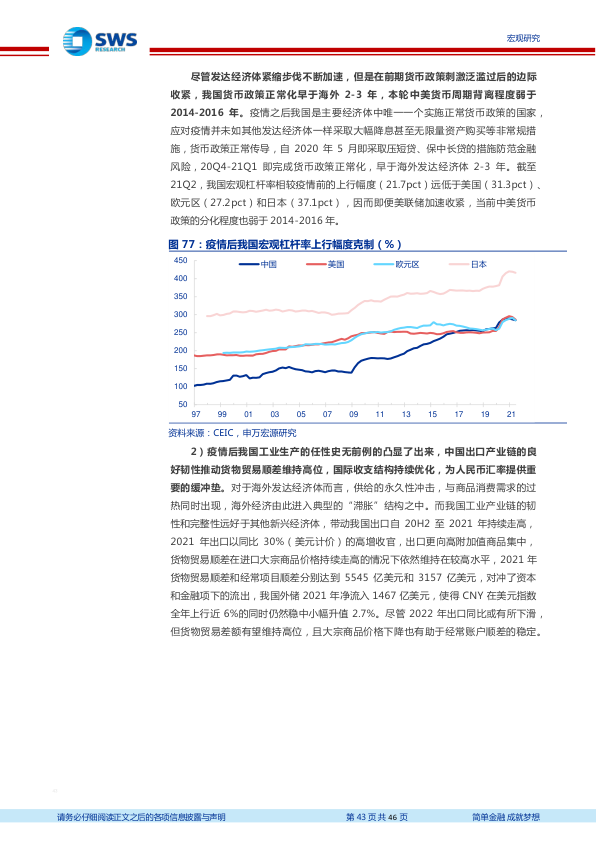 SWS
RESEARCH
宏观研究
尽管发达经济体紧缩步伐不断加速，但是在前期货币政策刺激泛滥过后的边际
收紧，我国货币政策正常化早于海外 2-3 年，本轮中美货币周期背离程度弱于
2014-2016 年。疫情之后我国是主要经济体中唯一一个实施正常货币政策的国家，
应对疫情并未如其他发达经济体一样采取大幅降息甚至无限量资产购买等非常规措
施，货币政策正常传导，自 2020 年 5 月即采取压短贷、保中长贷的措施防范金融
风险，20Q4-21Q1 即完成货币政策正常化，早于海外发达经济体 2-3 年。截至
21Q2，我国宏观杠杆率相较疫情前的上行幅度（21.7pct）远低于美国（31.3pct）、
欧元区（27.2pct）和日本（37.1pct），因而即便美联储加速收紧，当前中美货币
政策的分化程度也弱于 2014-2016 年。
图 77：疫情后我国宏观杠杆率上行幅度克制（%）
中国 美国 欧元区 日本
450
400
350
300
250
200
150
100
50
97 99 01 03 05 07 09 11 13 15 17 19 21
资料来源：CEIC，申万宏源研究
2）疫情后我国工业生产的任性史无前例的凸显了出来，中国出口产业链的良
好韧性推动货物贸易顺差维持高位，国际收支结构持续优化，为人民币汇率提供重
要的缓冲垫。对于海外发达经济体而言，供给的永久性冲击，与商品消费需求的过
热同时出现，海外经济由此进入典型的“滞胀”结构之中。而我国工业产业链的韧
性和完整性远好于其他新兴经济体，带动我国出口自 20H2 至 2021 年持续走高，
2021 年出口以同比 30%（美元计价）的高增收官，出口更向高附加值商品集中，
货物贸易顺差在进口大宗商品价格持续走高的情况下依然维持在较高水平，2021 年
货物贸易顺差和经常项目顺差分别达到 5545 亿美元和 3157 亿美元，对冲了资本
和金融项下的流出，我国外储 2021 年净流入 1467 亿美元，使得 CNY 在美元指数
全年上行近 6%的同时仍然稳中小幅升值 2.7%。尽管 2022 年出口同比或有所下滑，
但货物贸易差额有望维持高位，且大宗商品价格下降也有助于经常账户顺差的稳定。
请务必仔细阅读正文之后的各项信息披露与声明 第 43 页 共 46 页 简单金融 成就梦想